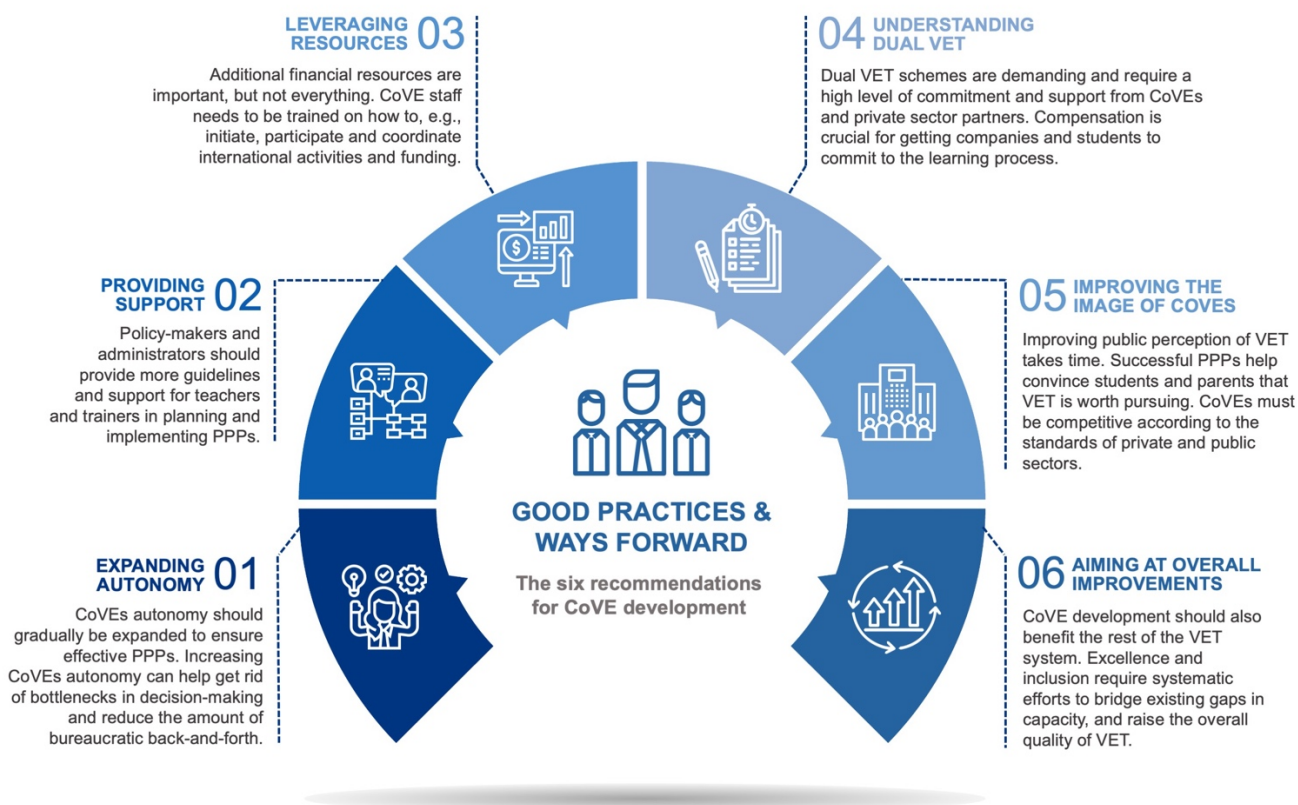 EXPANDING
AUTONOMY 01
CoVEs autonomy should
gradually be expanded to ensure
effective PPPs. Increasing
CoVEs autonomy can help get rid
of bottlenecks in decision-making
and reduce the amount of
bureaucratic back-and-forth.
PROVIDING
SUPPORT 02
Policy-makers and
administrators should
provide more guidelines
and support for teachers
and trainers in planning and
implementing PPPs.
LEVERAGING
RESOURCES 03
Additional financial resources are
important, but not everything. CoVE staff
needs to be trained on how to, e.g.,
initiate, participate and coordinate
international activities and funding.
04 UNDERSTANDING
DUAL VET
Dual VET schemes are demanding and require a
high level of commitment and support from CoVEs
and private sector partners. Compensation is
crucial for getting companies and students to
commit to the learning process.
05 IMPROVING THE
IMAGE OF COVES
Improving public perception of VET
takes time. Successful PPPs help
convince students and parents that
VET is worth pursuing. CoVEs must
be competitive according to the
standards of private and public
sectors.
06 AIMING AT OVERALL
IMPROVEMENTS
CoVE development should also
benefit the rest of the VET
system. Excellence and
inclusion require systematic
efforts to bridge existing gaps in
capacity, and raise the overall
quality of VET.
$
GOOD PRACTICES &
WAYS FORWARD
The six recommendations
for CoVE development